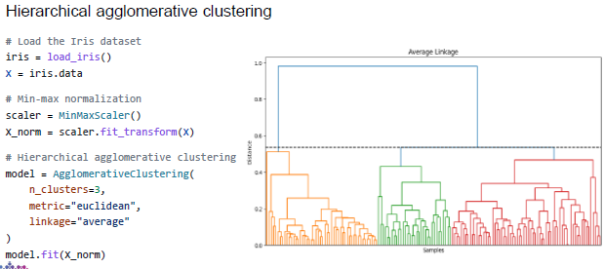 Hierarchical agglomerative clustering
# Load the Iris dataset
iris = load_iris()
X = iris.data
# Min-max normalization
scaler = MinMaxScaler()
X_norm = scaler.fit_transform(X)
# Hierarchical agglomerative clustering
model = AgglomerativeClustering(
n_clusters=3,
metric="euclidean",
linkage="average"
)
model.fit(X_norm)
Average Linkage
1.0
0.8
0.6
0.4
0.2
0.0
Distance
Samples